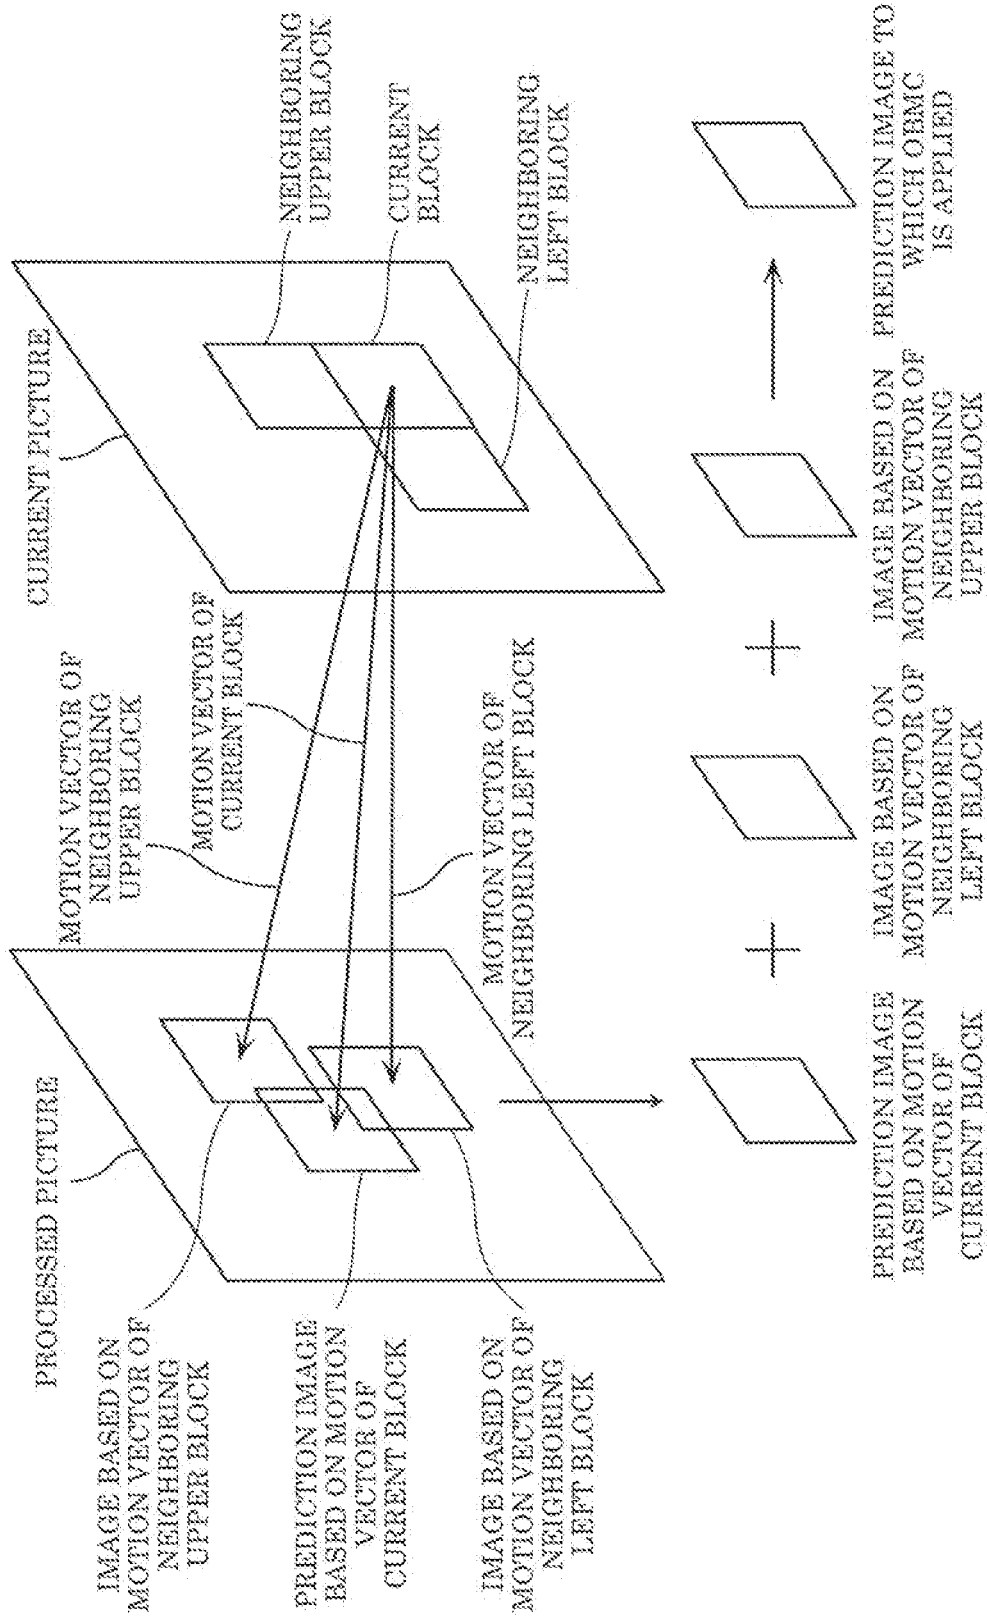 PROCESSED PICTURE
CURRENT PICTURE
MOTION VECTOR OF
NEIGHBORING
UPPER BLOCK
MOTION VECTOR OF
CURRENT BLOCK
MOTION VECTOR OF
NEIGHBORING LEFT BLOCK
IMAGE BASED ON
MOTION VECTOR OF
NEIGHBORING
UPPER BLOCK
PREDICTION IMAGE
BASED ON MOTION
VECTOR OF
CURRENT BLOCK
IMAGE BASED ON
MOTION VECTOR OF
NEIGHBORING
LEFT BLOCK
NEIGHBORING
UPPER BLOCK
CURRENT
BLOCK
NEIGHBORING
LEFT BLOCK
PREDICTION IMAGE
BASED ON MOTION
VECTOR OF
CURRENT BLOCK
+
IMAGE BASED ON
MOTION VECTOR OF
NEIGHBORING
LEFT BLOCK
+
IMAGE BASED ON
MOTION VECTOR OF
NEIGHBORING
UPPER BLOCK
PREDICTION IMAGE TO
WHICH OBMC
IS APPLIED